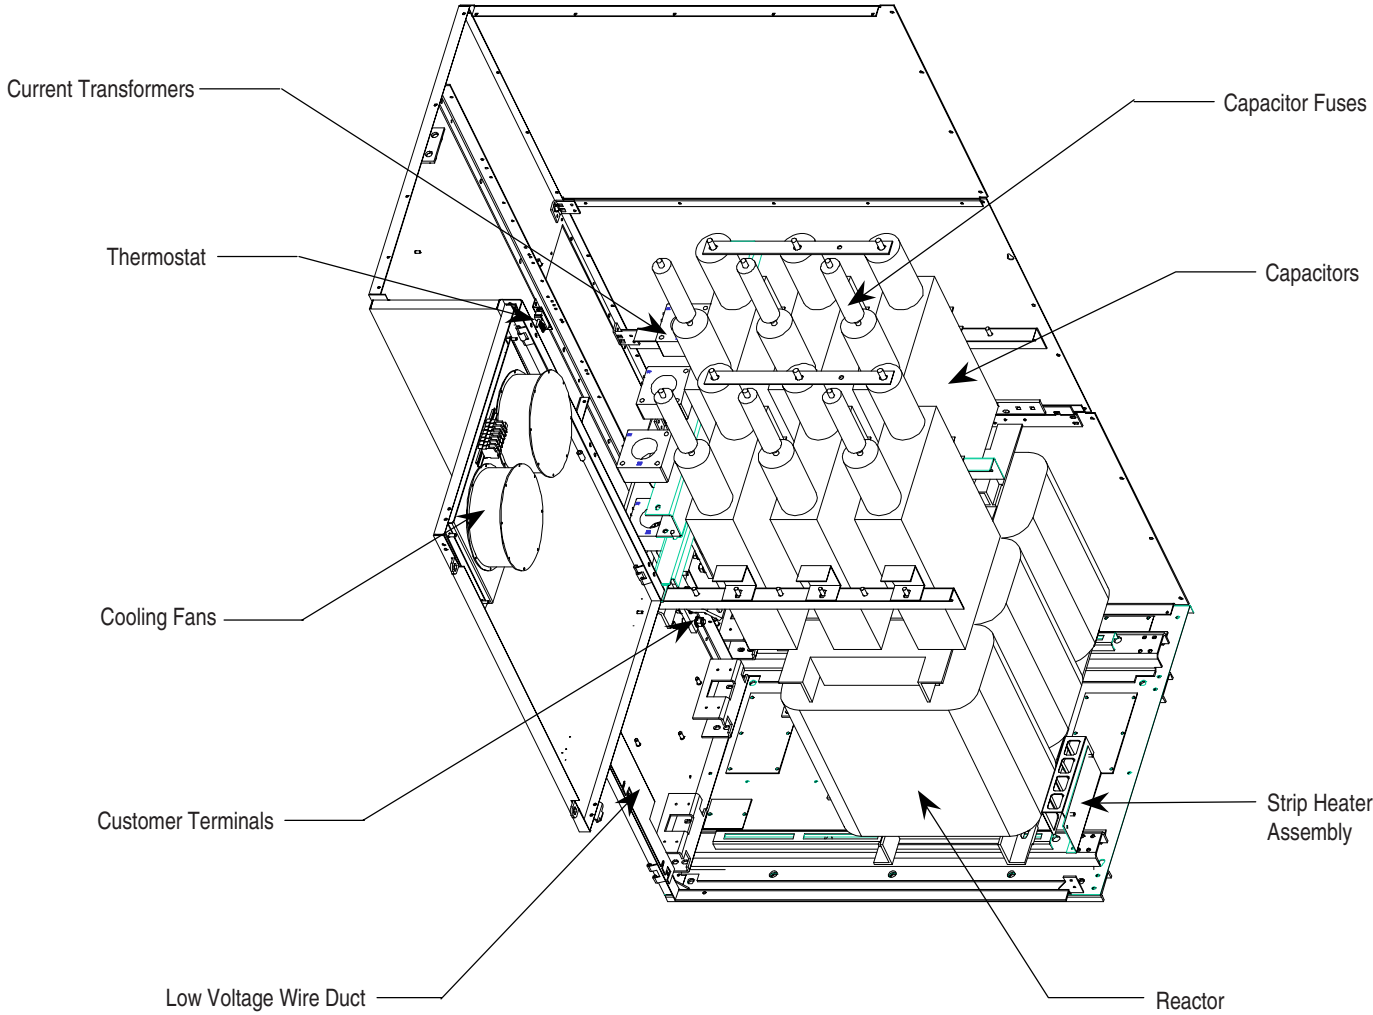 Current Transformers
Capacitor Fuses
Thermostat
Capacitors
Cooling Fans
Customer Terminals
Strip Heater
Assembly
Low Voltage Wire Duct
Reactor